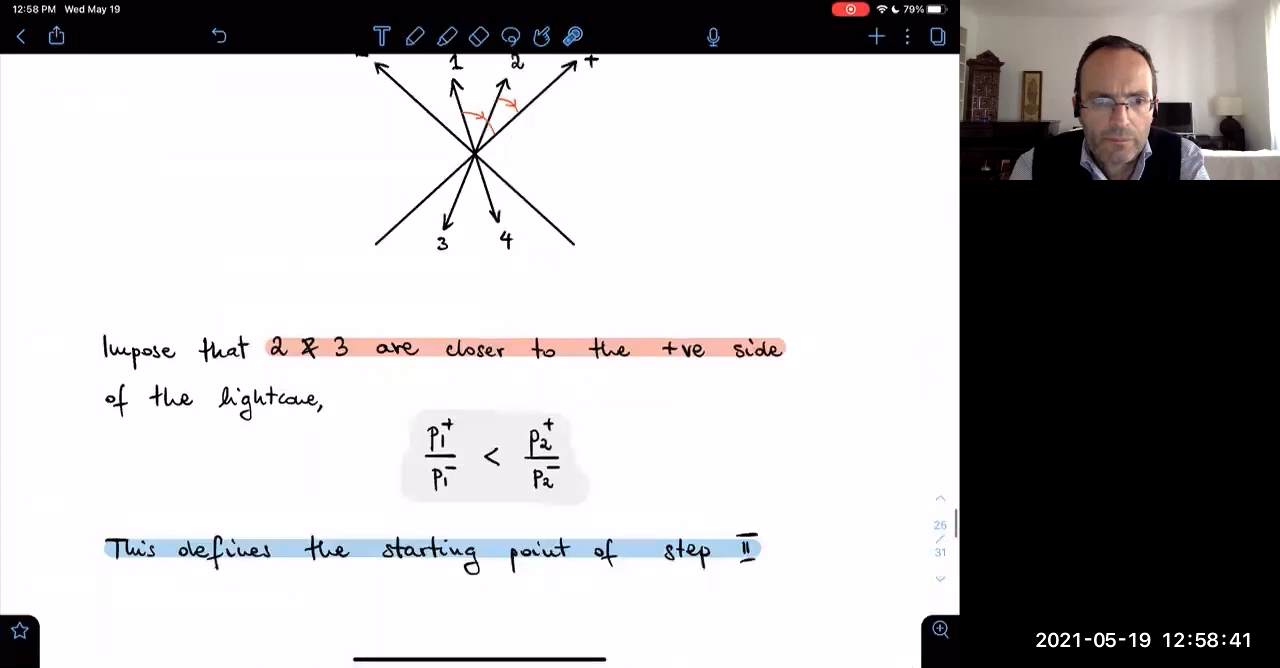 12:58 PM Wed May 19
79%
T
- 1 2 +
3 4
Impose that 2 & 3 are closer to the +ve side
of the lightcone,
p₁⁺ / p₁⁻ < p₂⁺ / p₂⁻
This defines the starting point of step II
26
/
31
2021-05-19 12:58:41